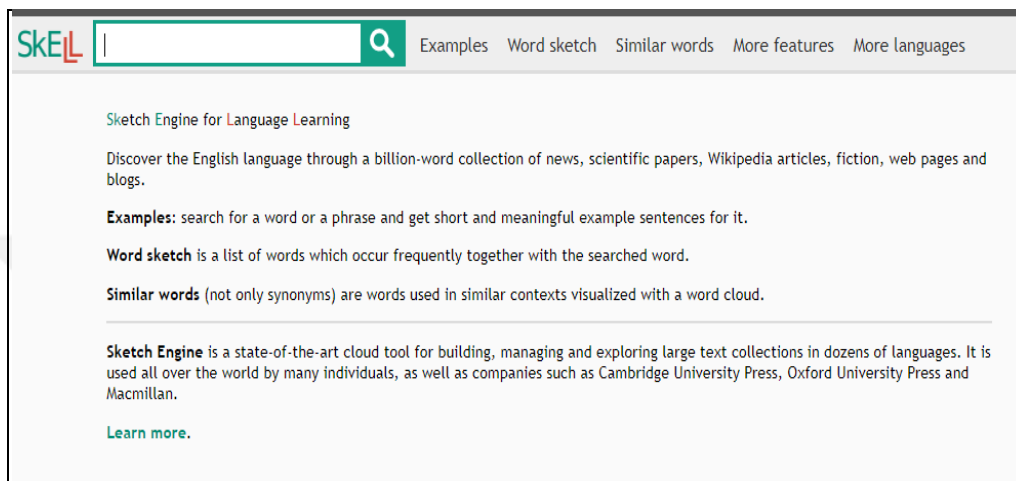 SkELL Examples Word sketch Similar words More features More languages
Sketch Engine for Language Learning
Discover the English language through a billion-word collection of news, scientific papers, Wikipedia articles, fiction, web pages and
blogs.
Examples: search for a word or a phrase and get short and meaningful example sentences for it.
Word sketch is a list of words which occur frequently together with the searched word.
Similar words (not only synonyms) are words used in similar contexts visualized with a word cloud.
Sketch Engine is a state-of-the-art cloud tool for building, managing and exploring large text collections in dozens of languages. It is
used all over the world by many individuals, as well as companies such as Cambridge University Press, Oxford University Press and
Macmillan.
Learn more.